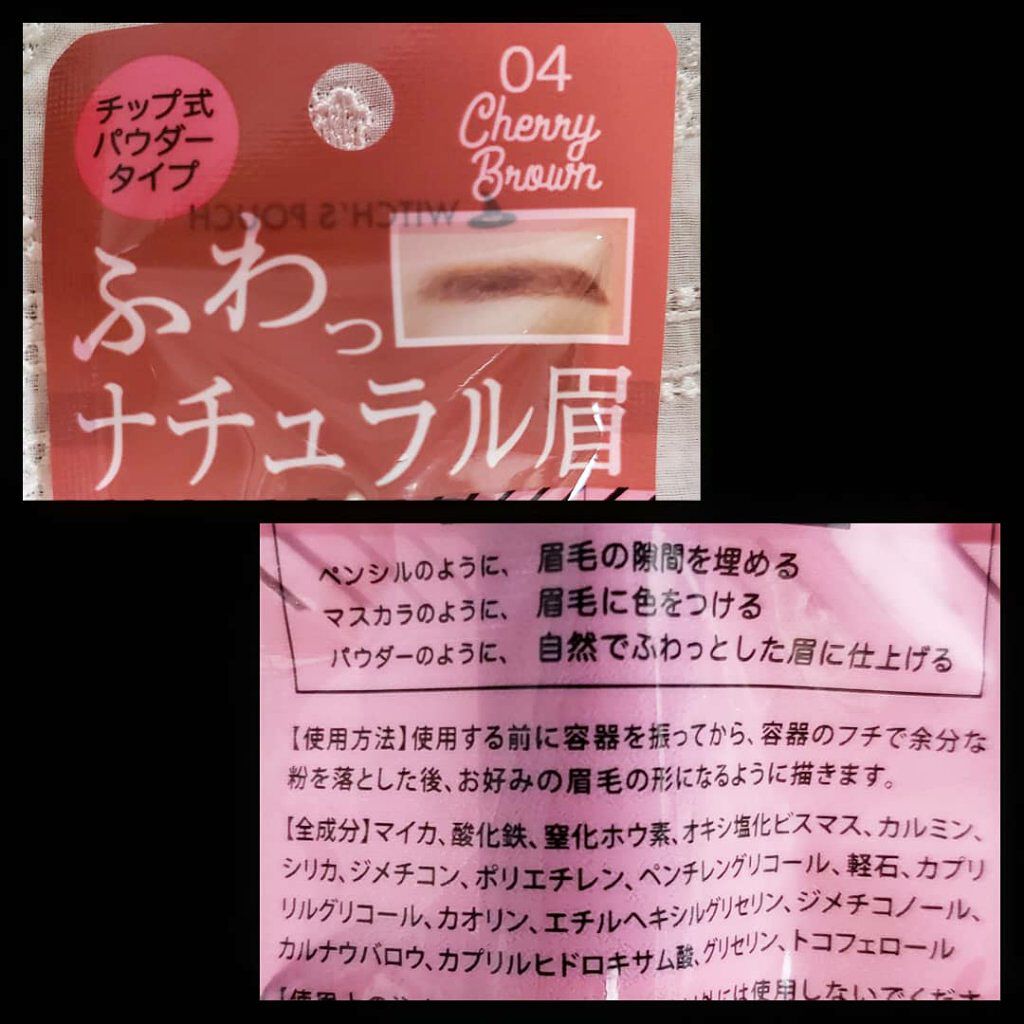 チップ式
パウダー
タイプ
04
Cherry
Brown
WITCH'S POUCH
ふわっ
ナチュラル眉
ペンシルのように、 眉毛の隙間を埋める
マスカラのように、 眉毛に色をつける
パウダーのように、 自然でふわっとした眉に仕上げる
【使用方法】使用する前に容器を振ってから、容器のフチで余分な
粉を落とした後、お好みの眉毛の形になるように描きます。
【全成分】マイカ、酸化鉄、窒化ホウ素、オキシ塩化ビスマス、カルミン、
シリカ、ジメチコン、ポリエチレン、ペンチレングリコール、軽石、カプリ
リルグリコール、カオリン、エチルヘキシルグリセリン、ジメチコノール、
カルナウバロウ、カプリルヒドロキサム酸、グリセリン、トコフェロール
には使用しないでくださ